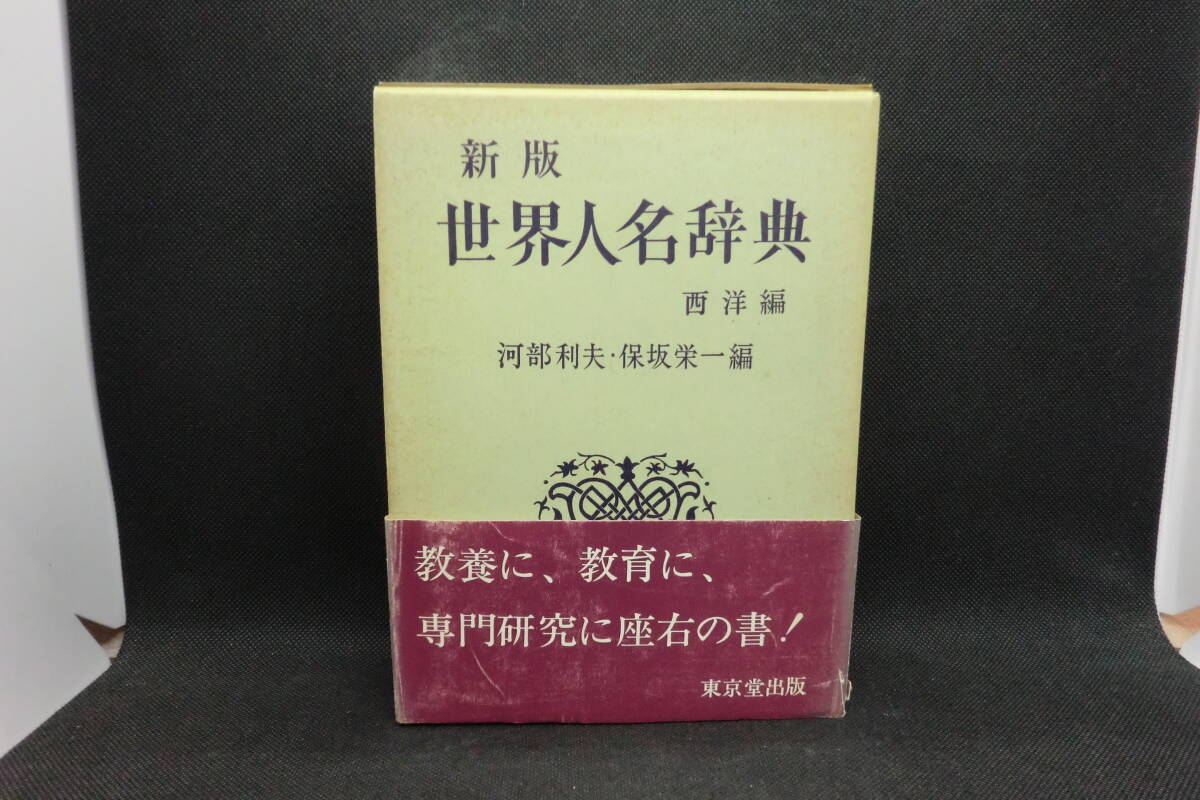 新版
世界人名辞典
西洋編
河部利夫・保坂栄一編
教養に、教育に、
専門研究に座右の書!
東京堂出版